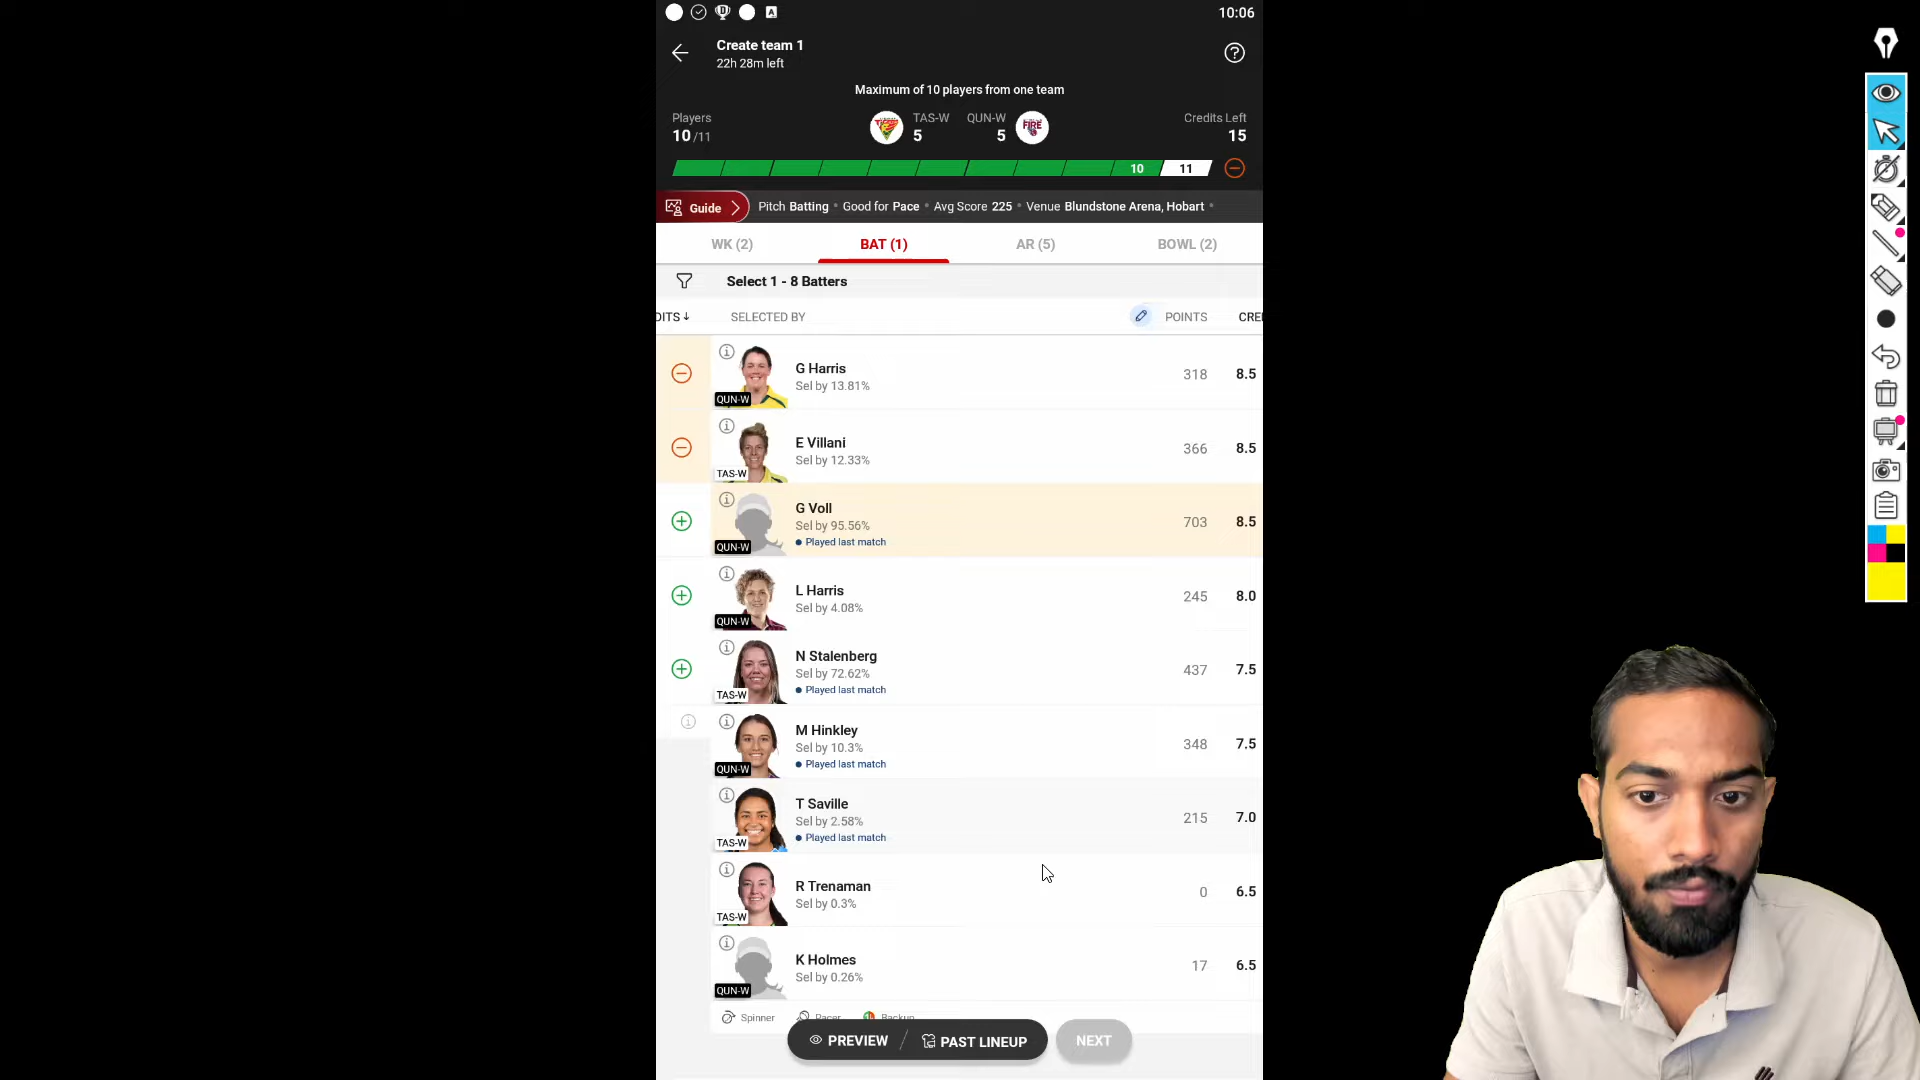 10:06
Create team 1
22h 28m left
Maximum of 10 players from one team
Players
10 /11
TAS-W
5
QUN-W
5
FIRE
Credits Left
15
10
11
Guide
Pitch Batting • Good for Pace • Avg Score 225 • Venue Blundstone Arena, Hobart •
WK (2)
BAT (1)
AR (5)
BOWL (2)
Select 1 - 8 Batters
DITS ↓
SELECTED BY
POINTS
CRE
G Harris
Sel by 13.81%
QUN-W
318
8.5
E Villani
Sel by 12.33%
TAS-W
366
8.5
G Voll
Sel by 95.56%
Played last match
QUN-W
703
8.5
L Harris
Sel by 4.08%
QUN-W
245
8.0
N Stalenberg
Sel by 72.62%
Played last match
TAS-W
437
7.5
M Hinkley
Sel by 10.3%
Played last match
QUN-W
348
7.5
T Saville
Sel by 2.58%
Played last match
TAS-W
215
7.0
R Trenaman
Sel by 0.3%
TAS-W
0
6.5
K Holmes
Sel by 0.26%
QUN-W
17
6.5
Spinner
Pacer
Backup
PREVIEW
PAST LINEUP
NEXT